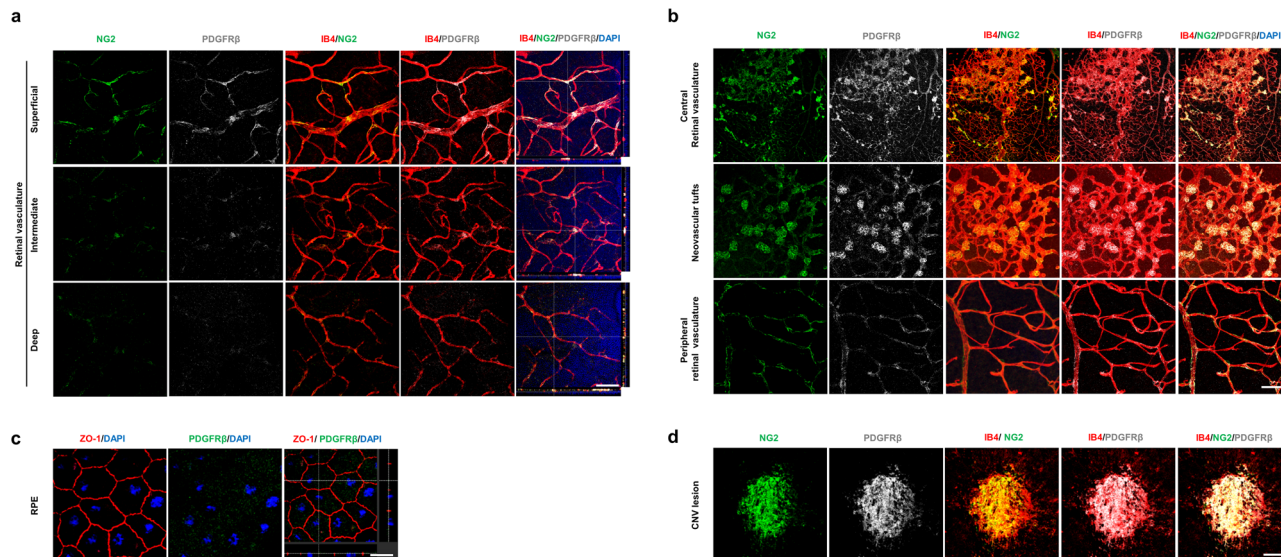 a
NG2 PDGFRβ IB4/NG2 IB4/PDGFRβ IB4/NG2/PDGFRβ/DAPI
Retinal vasculature
Superficial
Intermediate
Deep
b
NG2 PDGFRβ IB4/NG2 IB4/PDGFRβ IB4/NG2/PDGFRβ/DAPI
Central
Retinal vasculature
Neovascular tufts
Peripheral
retinal vasculature
c
ZO-1/DAPI PDGFRβ/DAPI ZO-1/ PDGFRβ/DAPI
RPE
d
NG2 PDGFRβ IB4/ NG2 IB4/PDGFRβ IB4/NG2/PDGFRβ
CNV lesion